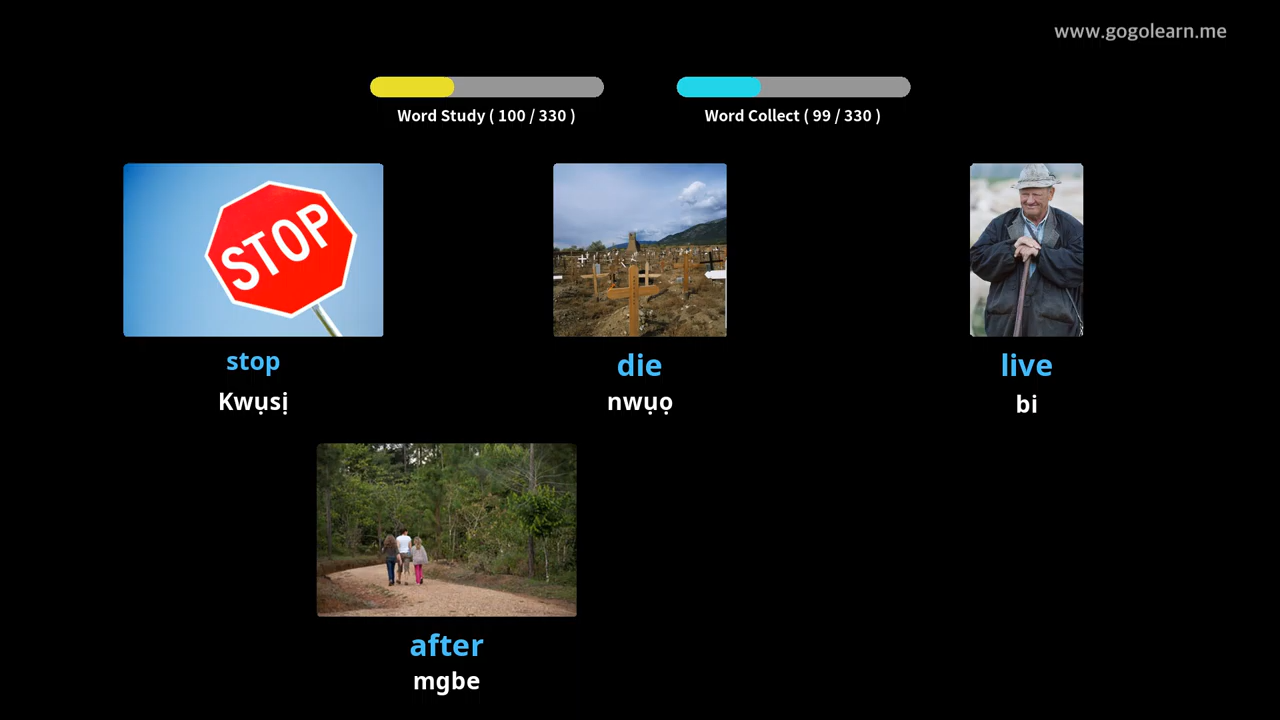 www.gogolearn.me
Word Study ( 100 / 330 )
Word Collect ( 99 / 330 )
STOP
stop
Kwụsị
die
nwụọ
live
bi
after
mgbe